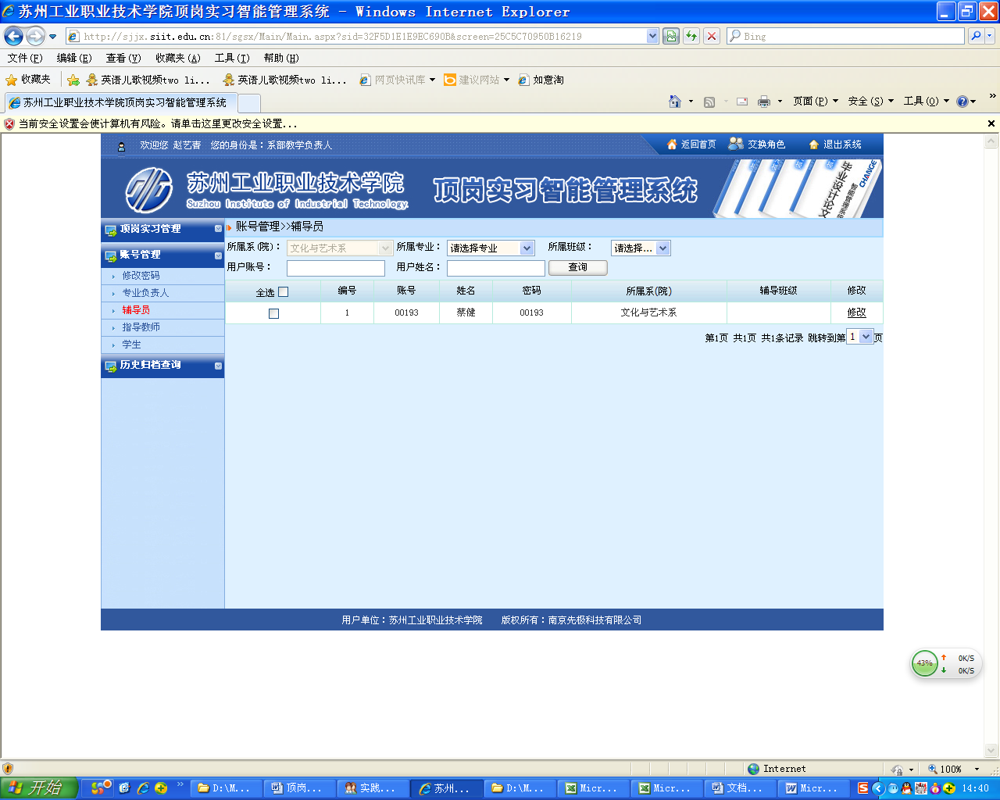 苏州工业职业技术学院顶岗实习智能管理系统 - Windows Internet Explorer
http://sjjx.siit.edu.cn:81/sgsx/Main/Main.aspx?sid=32F5D1E1E9EC690B&screen=25C5C70950B16219
Bing
文件(F) 编辑(E) 查看(V) 收藏夹(A) 工具(T) 帮助(H)
收藏夹 英语儿歌视频two li... 英语儿歌视频two li... 网页快讯库 建议网站 如意淘
苏州工业职业技术学院顶岗实习智能管理系统
页面(P) 安全(S) 工具(O) »
当前安全设置会使计算机有风险。请单击这里更改安全设置...
欢迎您 赵艺青 您的身份是：系部教学负责人
返回首页 交换角色 退出系统
苏州工业职业技术学院
Suzhou Institute of Industrial Technology.
顶岗实习智能管理系统
毕业设计论文
智能管理系统
CHANGE
顶岗实习管理
账号管理
修改密码
专业负责人
辅导员
指导教师
学生
历史归档查询
账号管理>>辅导员
所属系(院)： 文化与艺术系 所属专业： 请选择专业 所属班级： 请选择...
用户账号： 用户姓名： 查询
全选 编号 账号 姓名 密码 所属系(院) 辅导班级 修改
1 00193 蔡健 00193 文化与艺术系 修改
第1页 共1页 共1条记录 跳转到第 1 页
用户单位：苏州工业职业技术学院 版权所有：南京先极科技有限公司
43% 0K/S
0K/S
Internet 100%
开始 » D:\M... 顶岗... 实践... 苏州... D:\M... Micr... Micr... 文档... Micr... 14:40